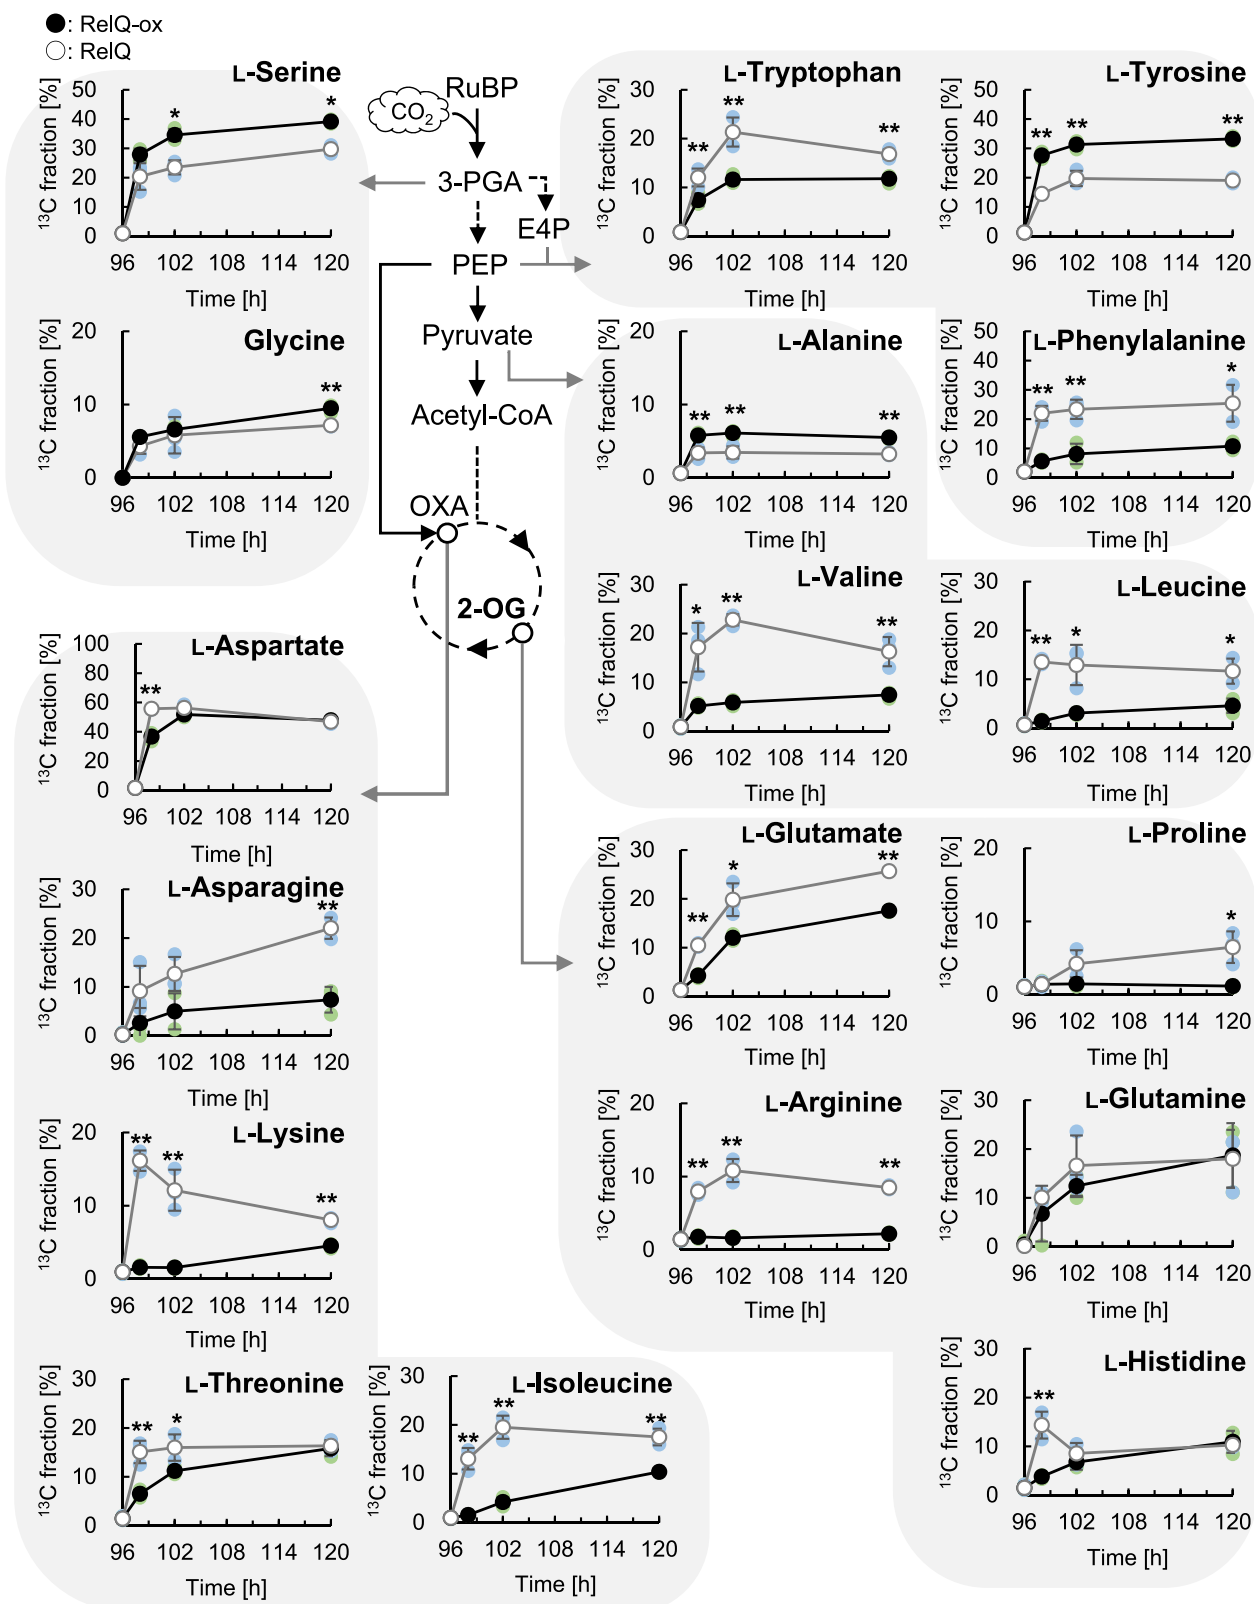 ●: RelQ-ox
○: RelQ
L-Serine
¹³C fraction [%]
50
40
30
20
10
0
* *
96 102 108 114 120
Time [h]
Glycine
¹³C fraction [%]
20
10
0
**
96 102 108 114 120
Time [h]
RuBP
CO₂
3-PGA
E4P
PEP
Pyruvate
Acetyl-CoA
OXA
2-OG
L-Tryptophan
¹³C fraction [%]
30
20
10
0
** ** **
96 102 108 114 120
Time [h]
L-Tyrosine
¹³C fraction [%]
50
40
30
20
10
0
** ** **
96 102 108 114 120
Time [h]
L-Alanine
¹³C fraction [%]
20
10
0
** ** **
96 102 108 114 120
Time [h]
L-Phenylalanine
¹³C fraction [%]
50
40
30
20
10
0
** ** *
96 102 108 114 120
Time [h]
L-Valine
¹³C fraction [%]
30
20
10
0
* ** **
96 102 108 114 120
Time [h]
L-Leucine
¹³C fraction [%]
30
20
10
0
** * *
96 102 108 114 120
Time [h]
L-Aspartate
¹³C fraction [%]
100
80
60
40
20
0
**
96 102 108 114 120
Time [h]
L-Asparagine
¹³C fraction [%]
30
20
10
0
**
96 102 108 114 120
Time [h]
L-Glutamate
¹³C fraction [%]
30
20
10
0
** * **
96 102 108 114 120
Time [h]
L-Proline
¹³C fraction [%]
20
10
0
*
96 102 108 114 120
Time [h]
L-Lysine
¹³C fraction [%]
20
10
0
** ** **
96 102 108 114 120
Time [h]
L-Arginine
¹³C fraction [%]
20
10
0
** ** **
96 102 108 114 120
Time [h]
L-Glutamine
¹³C fraction [%]
30
20
10
0
96 102 108 114 120
Time [h]
L-Threonine
¹³C fraction [%]
30
20
10
0
** *
96 102 108 114 120
Time [h]
L-Isoleucine
¹³C fraction [%]
30
20
10
0
** ** **
96 102 108 114 120
Time [h]
L-Histidine
¹³C fraction [%]
30
20
10
0
**
96 102 108 114 120
Time [h]